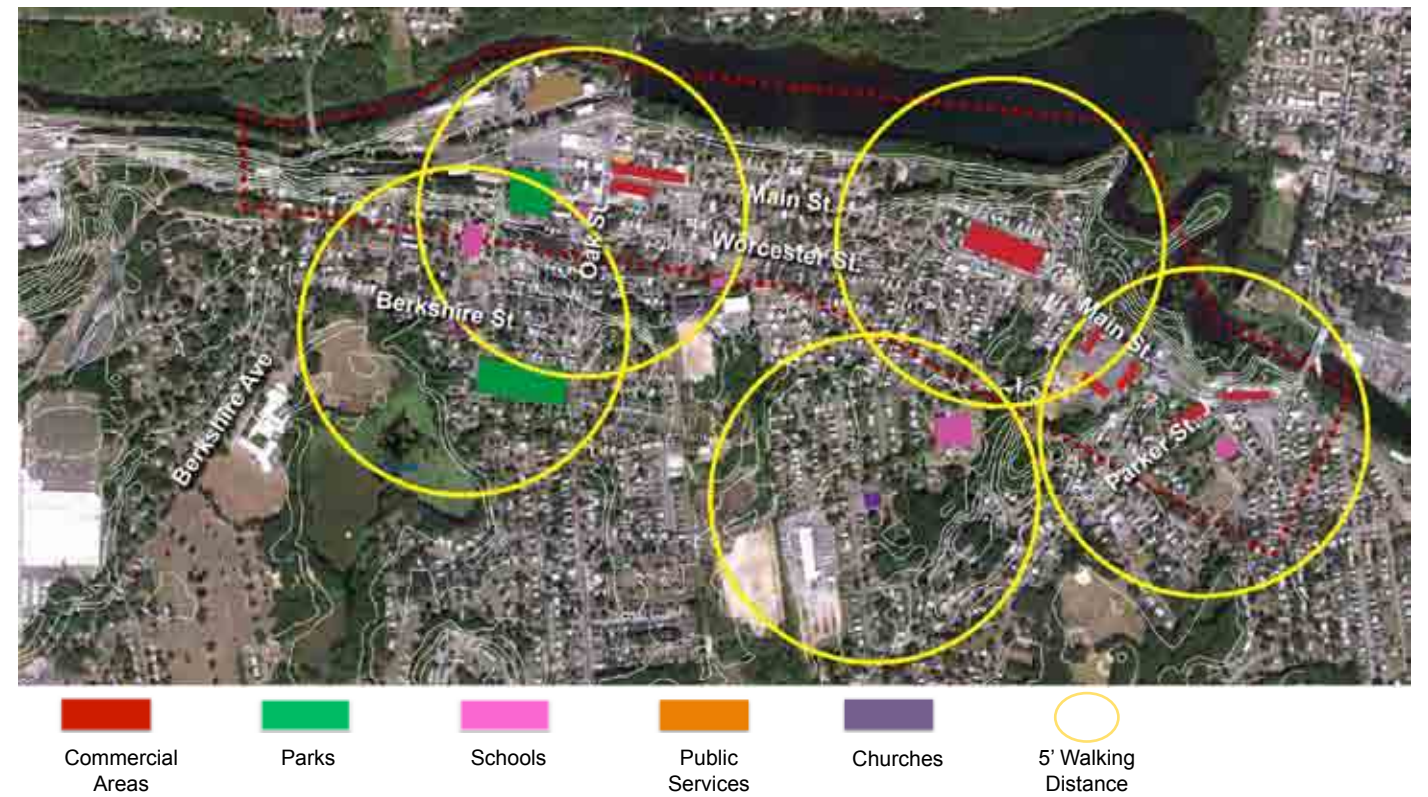 Main St.
Worcester St.
Oak St.
Berkshire St
Main St.
Berkshire Ave
Parker St.
Commercial
Areas
Parks
Schools
Public
Services
Churches
5’ Walking
Distance